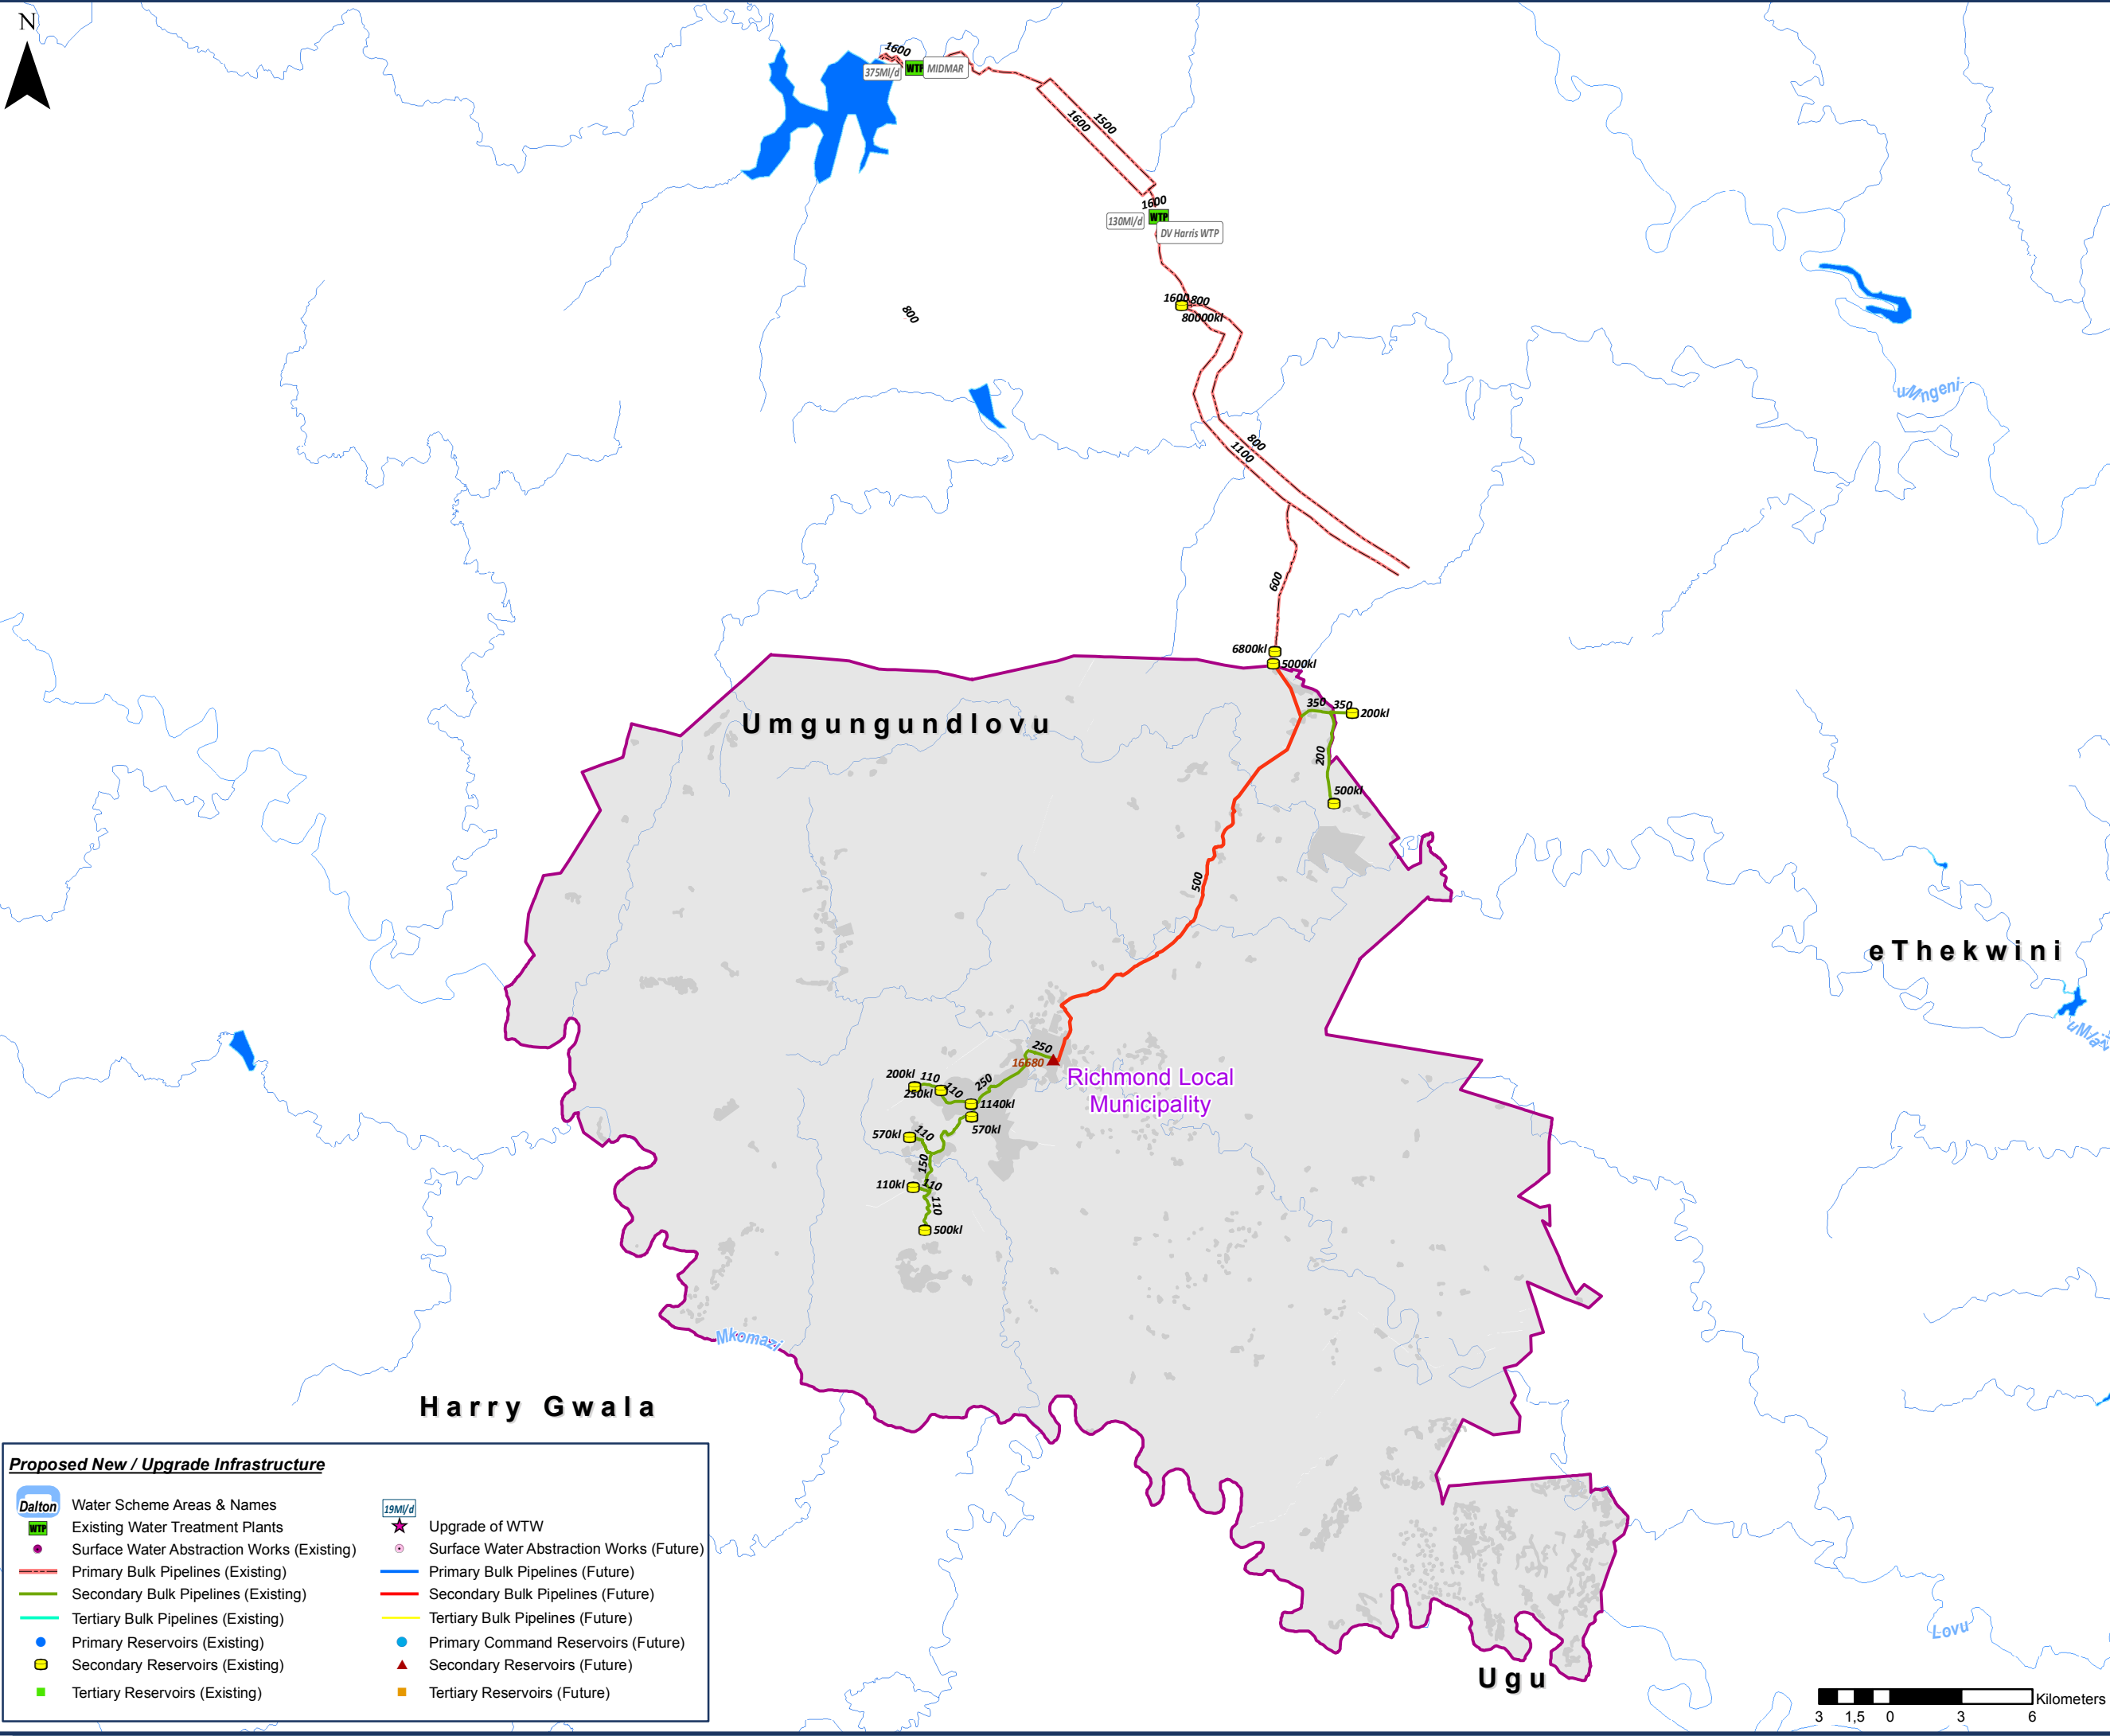 N
1600
375Ml/d
WTP
MIDMAR
1500
1600
1600
130Ml/d
WTP
DV Harris WTP
1600
800
80000kl
800
uMngeni
800
1100
600
6800kl
5000kl
Umgungundlovu
350
350
200kl
200
500kl
500
eThekwini
250
16680
Richmond Local
Municipality
200kl
110
250kl
110
250
1140kl
570kl
570kl
110
150
110kl
110
110
500kl
Mkomazi
Harry Gwala
Lovu
Ugu
Proposed New / Upgrade Infrastructure
Dalton
Water Scheme Areas & Names
WTP
Existing Water Treatment Plants
Surface Water Abstraction Works (Existing)
Primary Bulk Pipelines (Existing)
Secondary Bulk Pipelines (Existing)
Tertiary Bulk Pipelines (Existing)
Primary Reservoirs (Existing)
Secondary Reservoirs (Existing)
Tertiary Reservoirs (Existing)
19Ml/d
Upgrade of WTW
Surface Water Abstraction Works (Future)
Primary Bulk Pipelines (Future)
Secondary Bulk Pipelines (Future)
Tertiary Bulk Pipelines (Future)
Primary Command Reservoirs (Future)
Secondary Reservoirs (Future)
Tertiary Reservoirs (Future)
Kilometers
3 1,5 0 3 6